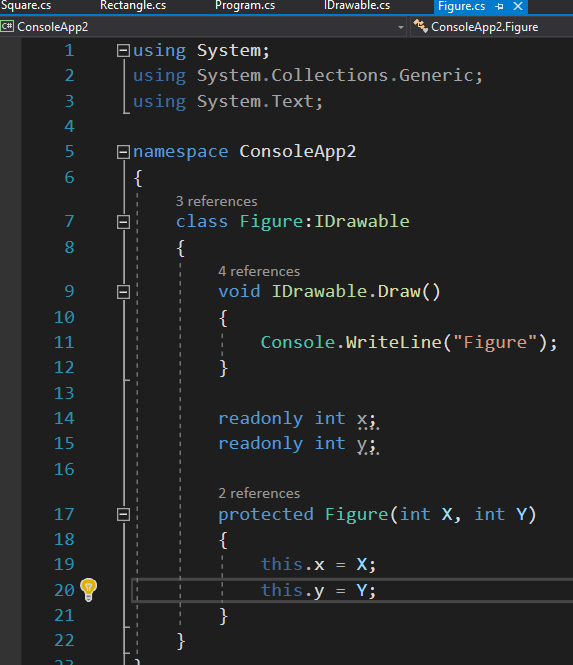 Square.cs Rectangle.cs Program.cs IDrawable.cs Figure.cs
C# ConsoleApp2 ConsoleApp2.Figure
1 using System;
2 using System.Collections.Generic;
3 using System.Text;
4
5 namespace ConsoleApp2
6 {
3 references
7 class Figure:IDrawable
8 {
4 references
9 void IDrawable.Draw()
10 {
11 Console.WriteLine("Figure");
12 }
13
14 readonly int x;
15 readonly int y;
16
2 references
17 protected Figure(int X, int Y)
18 {
19 this.x = X;
20 this.y = Y;
21 }
22 }
23 }